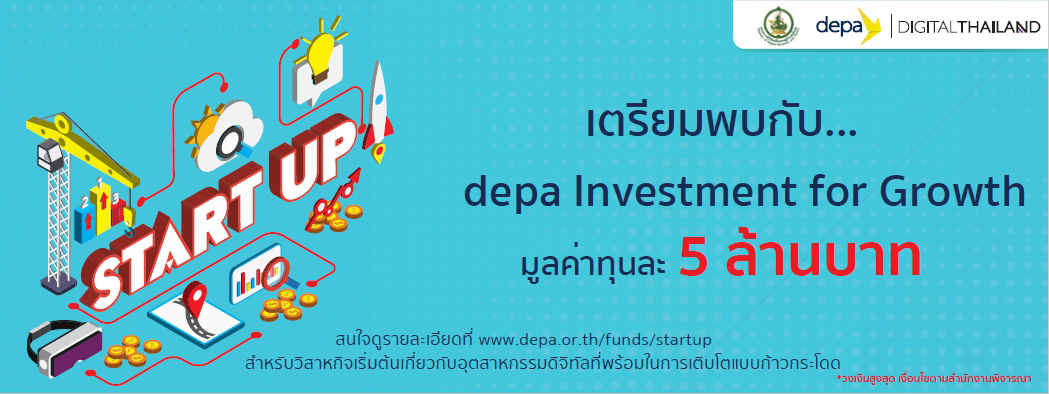 depa
DIGITALTHAILAND
START UP
2 1 3
เตรียมพบกับ...
depa Investment for Growth
มูลค่าทุนละ 5 ล้านบาท
สนใจดูรายละเอียดที่ www.depa.or.th/funds/startup
สำหรับวิสาหกิจเริ่มต้นเกี่ยวกับอุตสาหกรรมดิจิทัลที่พร้อมในการเติบโตแบบก้าวกระโดด
*วงเงินสูงสุด เงื่อนไขตามสำนักงานพิจารณา